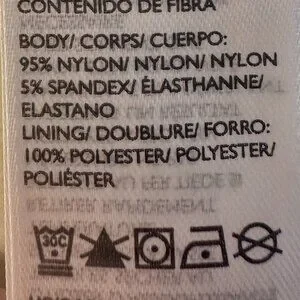 CONTENIDO DE FIBRA
BODY/ CORPS/ CUERPO:
95% NYLON/ NYLON/ NYLON
5% SPANDEX/ ÉLASTHANNE/
ELASTANO
LINING/ DOUBLURE/ FORRO:
100% POLYESTER/ POLYESTER/
POLIÉSTER
30C